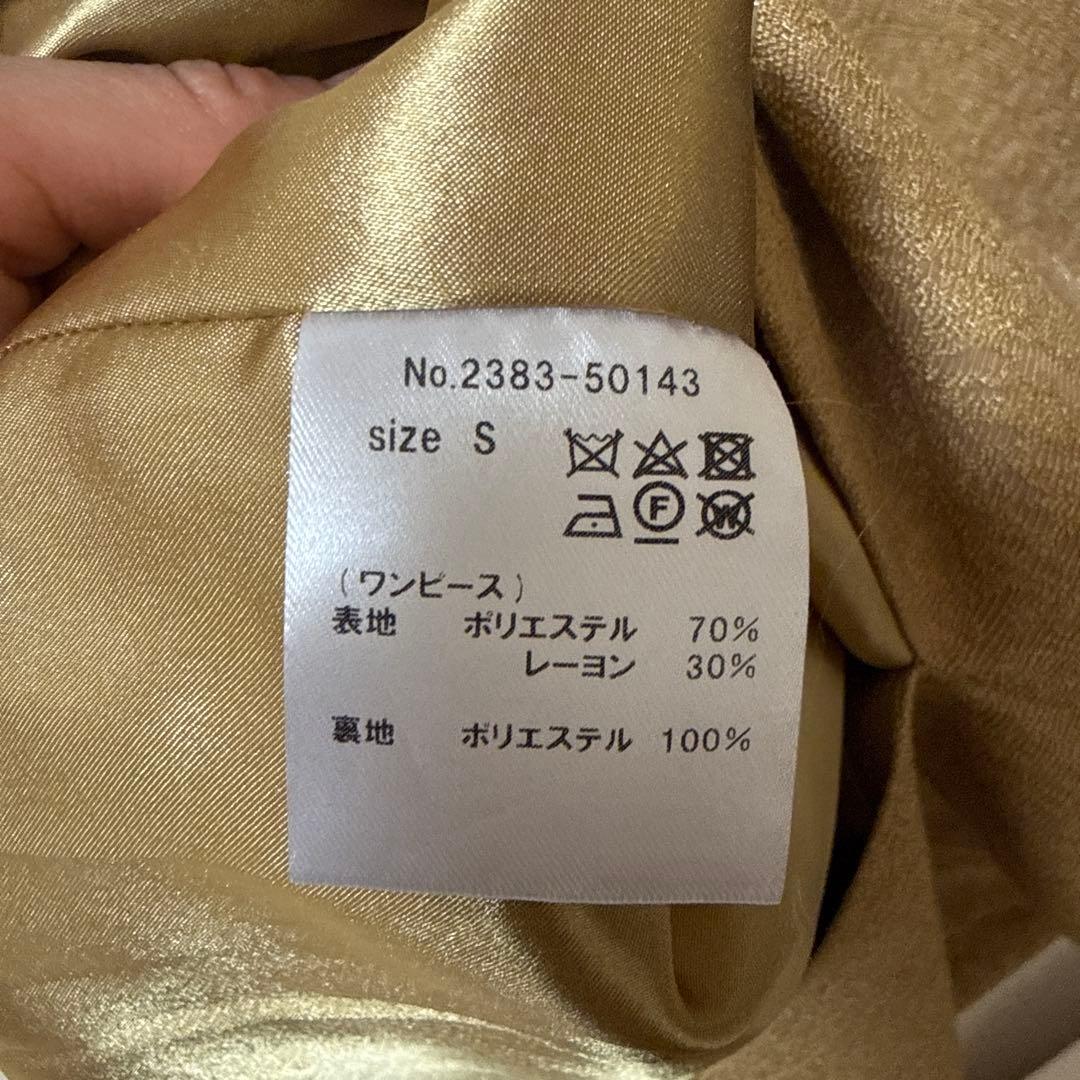 No.2383-50143
size S
F W
(ワンピース)
表地 ポリエステル 70%
レーヨン 30%
裏地 ポリエステル 100%